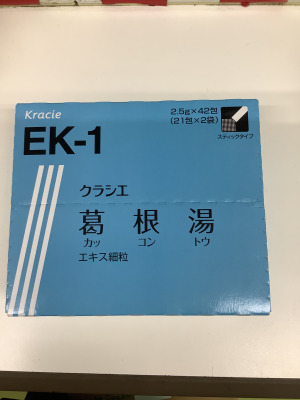 Kracie
2.5g×42包
(21包×2袋)
EK-1
スティックタイプ
クラシエ
葛根湯
カッ コン トウ
エキス細粒